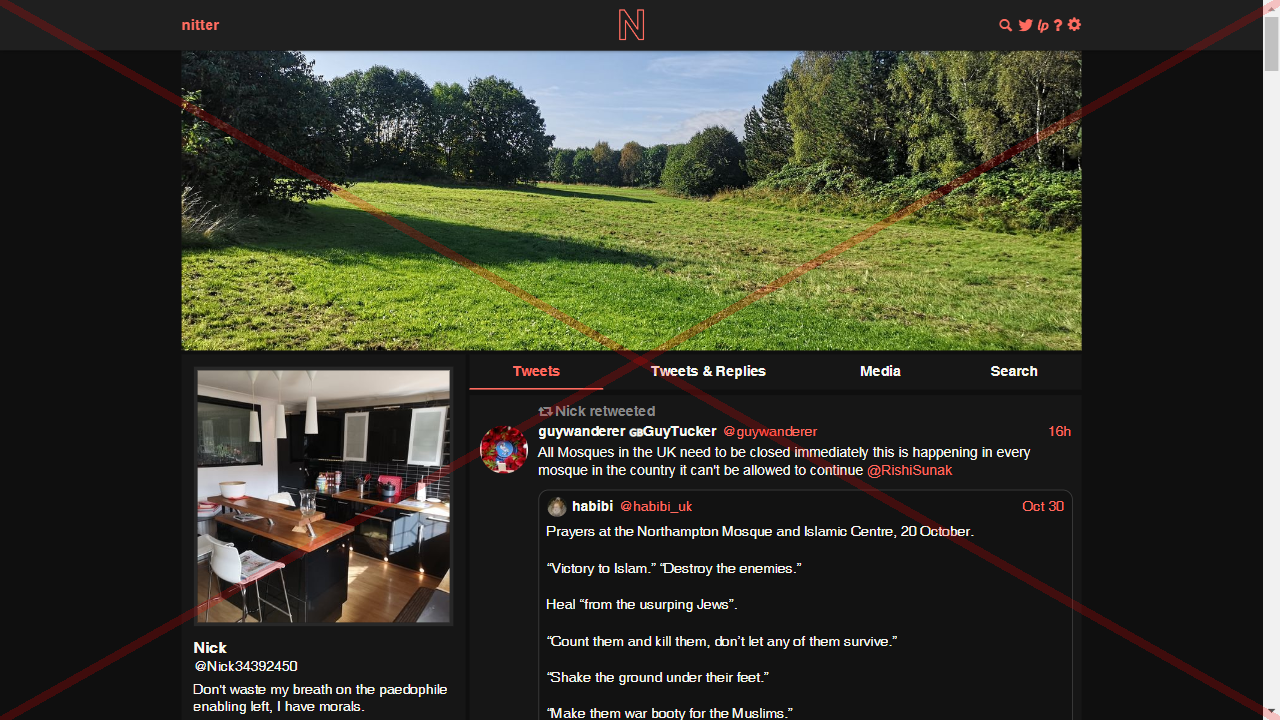 nitter
N
lp ?
Tweets
Tweets & Replies
Media
Search
Nick retweeted
guywanderer GBGuyTucker @guywanderer 16h
All Mosques in the UK need to be closed immediately this is happening in every
mosque in the country it can't be allowed to continue @RishiSunak
habibi @habibi_uk Oct 30
Prayers at the Northampton Mosque and Islamic Centre, 20 October.
“Victory to Islam.” “Destroy the enemies.”
Heal “from the usurping Jews”.
“Count them and kill them, don’t let any of them survive.”
“Shake the ground under their feet.”
“Make them war booty for the Muslims.”
Nick
@Nick34392450
Don't waste my breath on the paedophile
enabling left, I have morals.